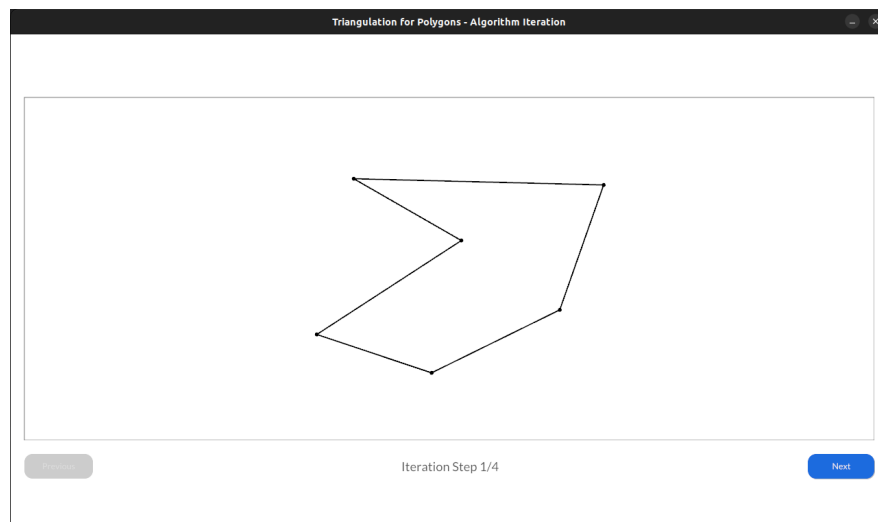 Triangulation for Polygons - Algorithm Iteration
Previous
Iteration Step 1/4
Next